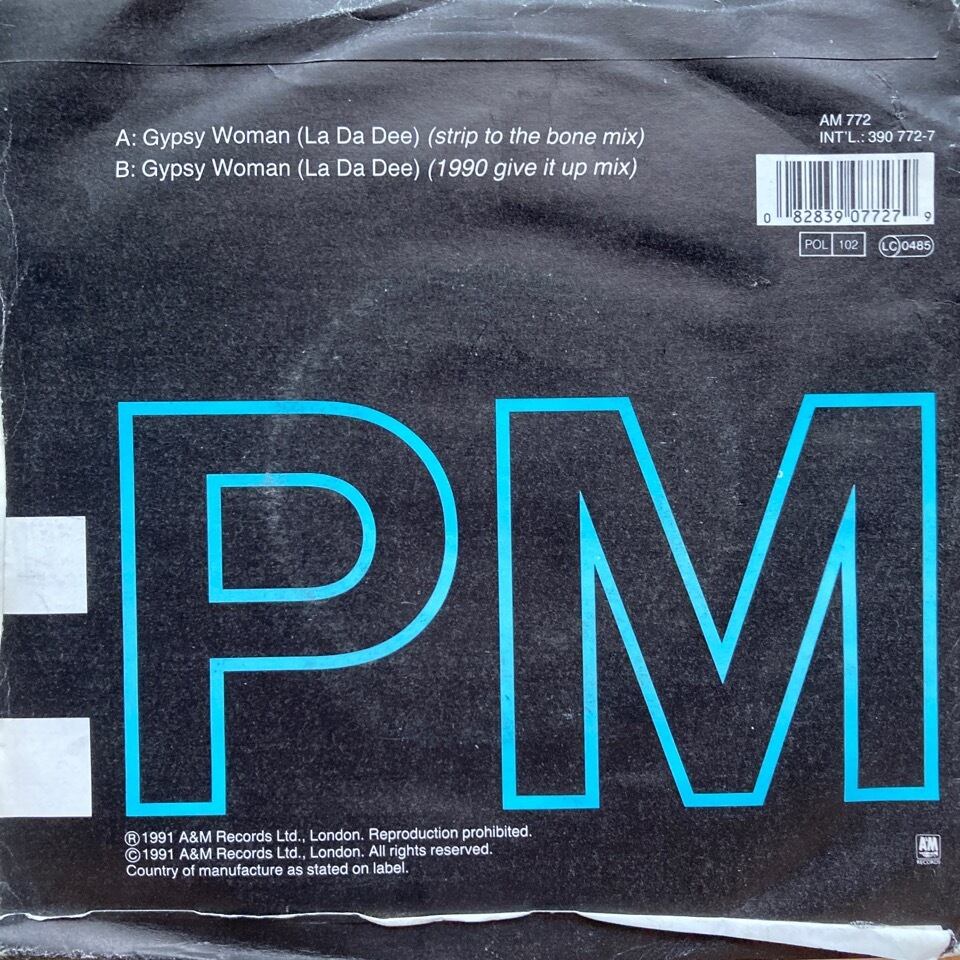 A: Gypsy Woman (La Da Dee) (strip to the bone mix)
B: Gypsy Woman (La Da Dee) (1990 give it up mix)
AM 772
INT'L.: 390 772-7
0 82839 07727 9
POL 102 LC 0485
:PM
Ⓡ1991 A&M Records Ltd., London. Reproduction prohibited.
©1991 A&M Records Ltd., London. All rights reserved.
Country of manufacture as stated on label.
A&M
RECORDS